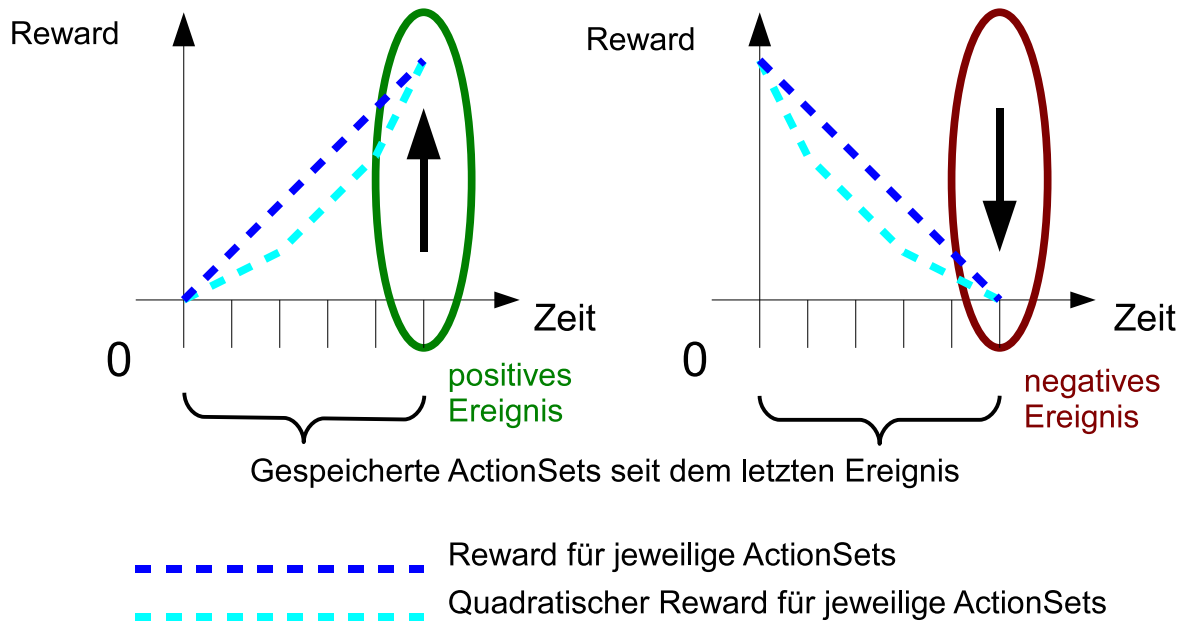 Reward
Zeit
0
positives
Ereignis
Reward
Zeit
0
negatives
Ereignis
Gespeicherte ActionSets seit dem letzten Ereignis
Reward für jeweilige ActionSets
Quadratischer Reward für jeweilige ActionSets